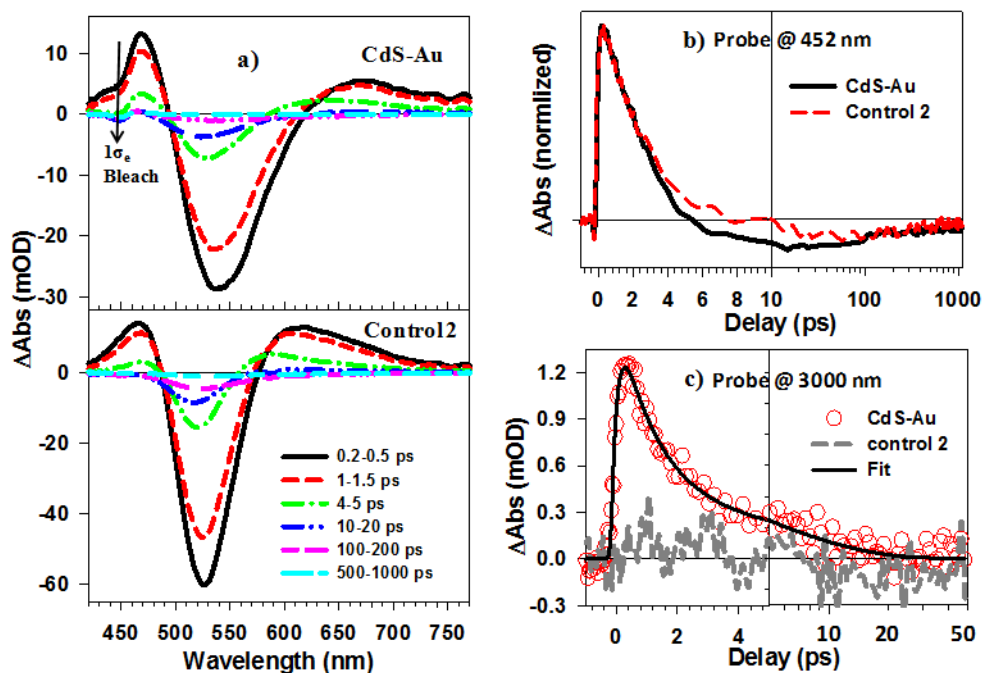 a)
CdS-Au
10
0
-10
-20
-30
1σe
Bleach
Control2
0
-20
-40
-60
0.2-0.5 ps
1-1.5 ps
4-5 ps
10-20 ps
100-200 ps
500-1000 ps
450 500 550 600 650 700 750
Wavelength (nm)
ΔAbs (mOD)
b) Probe @ 452 nm
CdS-Au
Control 2
ΔAbs (normlized)
0 2 4 6 8 10 100 1000
Delay (ps)
c) Probe @ 3000 nm
CdS-Au
control 2
Fit
1.2
0.9
0.6
0.3
0.0
-0.3
ΔAbs (mOD)
0 2 4 10 20 50
Delay (ps)